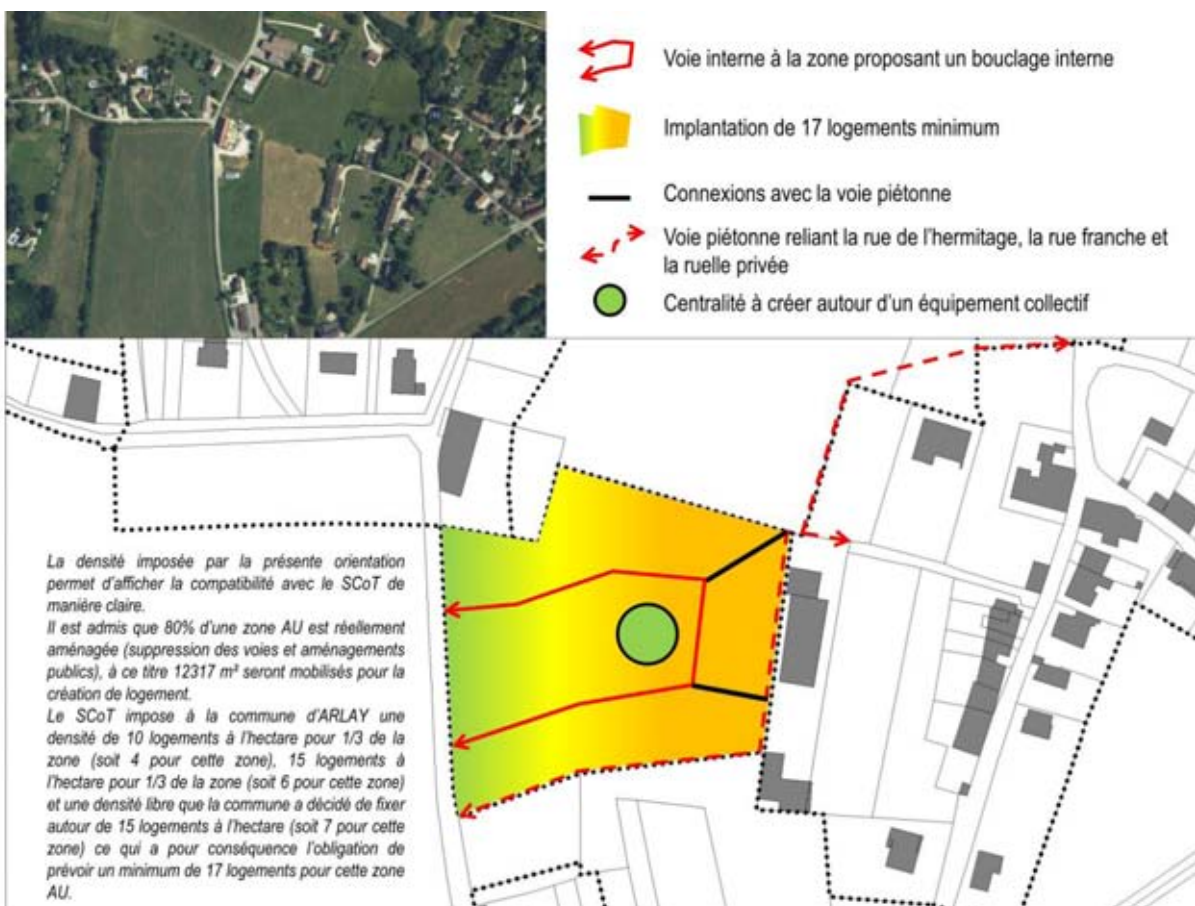 Voie interne à la zone proposant un bouclage interne
Implantation de 17 logements minimum
Connexions avec la voie piétonne
Voie piétonne reliant la rue de l'hermitage, la rue franche et
la ruelle privée
Centralité à créer autour d'un équipement collectif
La densité imposée par la présente orientation
permet d'afficher la compatibilité avec le SCoT de
manière claire.
Il est admis que 80% d'une zone AU est réellement
aménagée (suppression des voies et aménagements
publics), à ce titre 12317 m² seront mobilisés pour la
création de logement.
Le SCoT impose à la commune d'ARLAY une
densité de 10 logements à l'hectare pour 1/3 de la
zone (soit 4 pour cette zone), 15 logements à
l'hectare pour 1/3 de la zone (soit 6 pour cette zone)
et une densité libre que la commune a décidé de fixer
autour de 15 logements à l'hectare (soit 7 pour cette
zone) ce qui a pour conséquence l'obligation de
prévoir un minimum de 17 logements pour cette zone
AU.